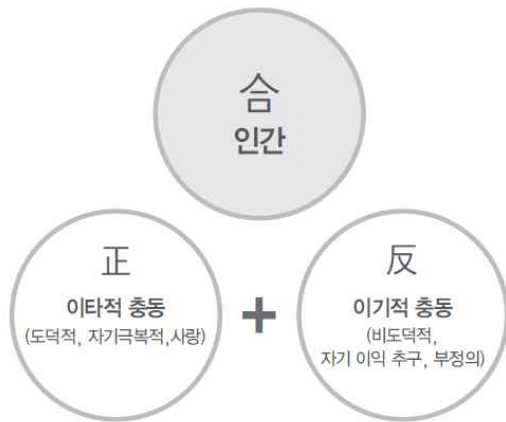 合
인간
正
이타적 충동
(도덕적, 자기극복적,사랑)
+
反
이기적 충동
(비도덕적,
자기 이익 추구, 부정의)